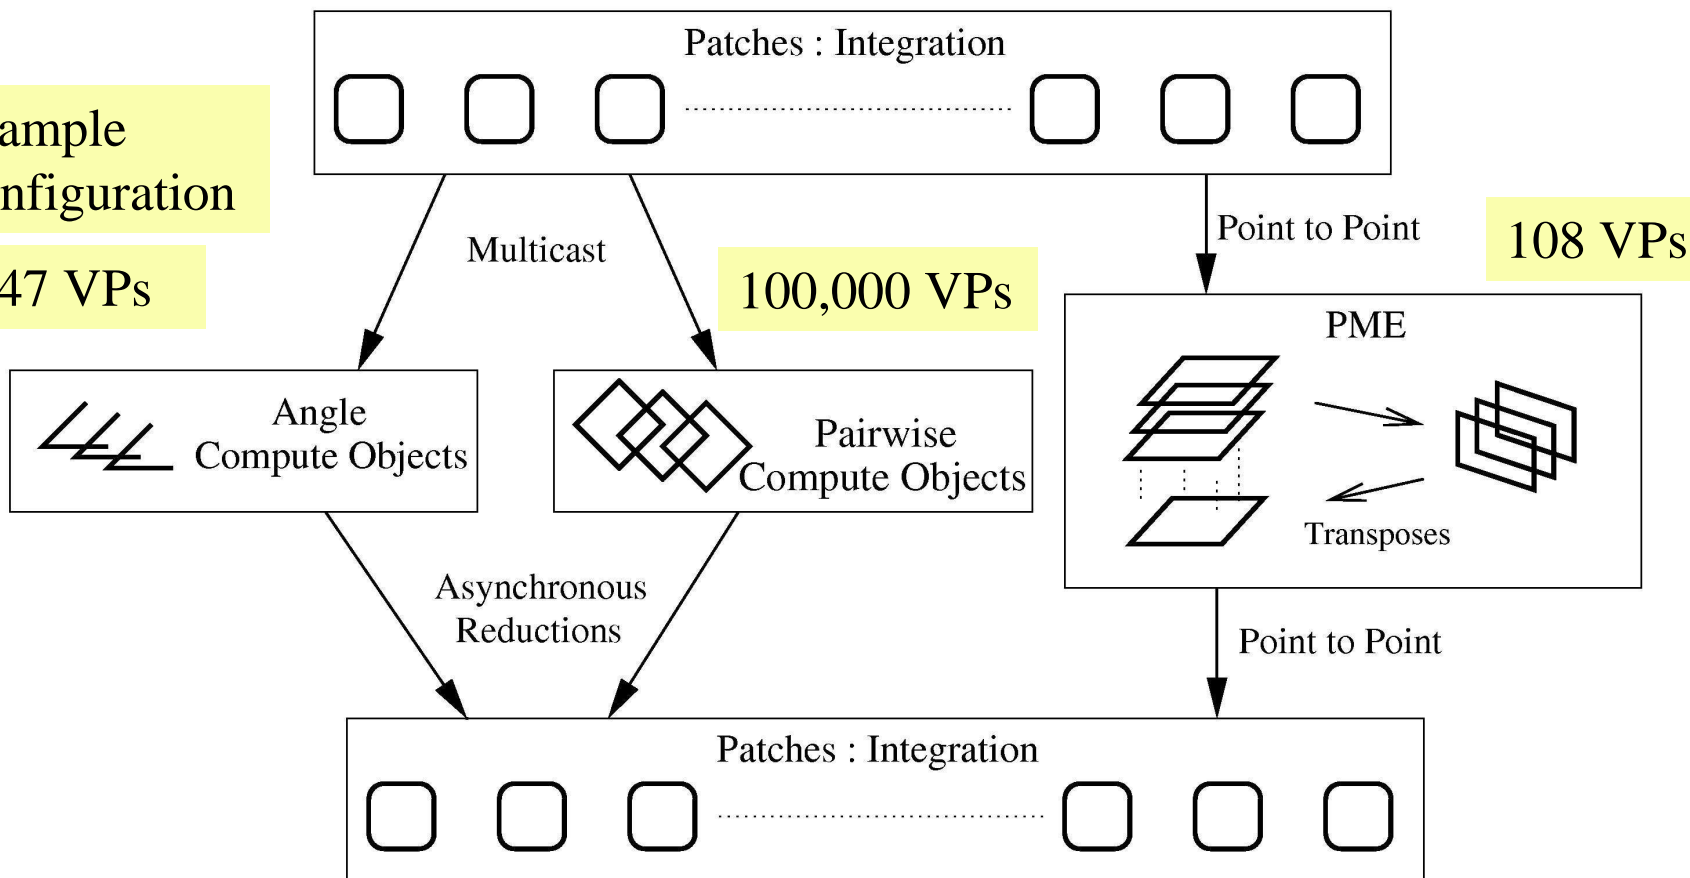 Patches : Integration
ample
nfiguration
47 VPs
Multicast
100,000 VPs
Point to Point
108 VPs
PME
Angle
Compute Objects
Pairwise
Compute Objects
Transposes
Asynchronous
Reductions
Point to Point
Patches : Integration